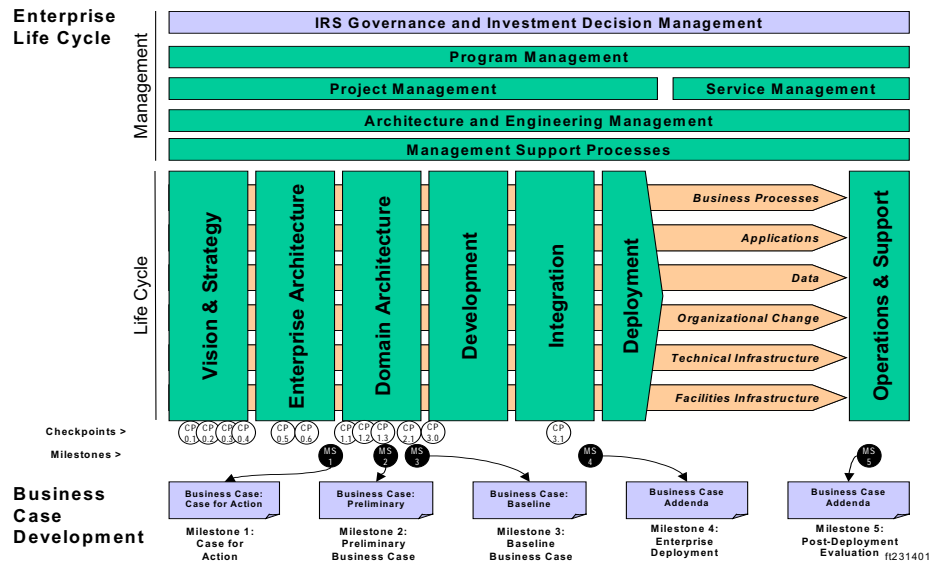 Enterprise
Life Cycle
Management
IRS Governance and Investment Decision Management
Program Management
Project Management
Service Management
Architecture and Engineering Management
Management Support Processes
Life Cycle
Vision & Strategy
Enterprise Architecture
Domain Architecture
Development
Integration
Deployment
Business Processes
Applications
Data
Organizational Change
Technical Infrastructure
Facilities Infrastructure
Operations & Support
Checkpoints >
CP
0.1
CP
0.2
CP
0.3
CP
0.4
CP
0.5
CP
0.6
CP
1.1
CP
1.2
CP
1.3
CP
2.1
CP
3.0
CP
3.1
Milestones >
MS
1
MS
2
MS
3
MS
4
MS
5
Business
Case
Development
Business Case:
Case for Action
Business Case:
Preliminary
Business Case:
Baseline
Business Case
Addenda
Business Case
Addenda
Milestone 1:
Case for
Action
Milestone 2:
Preliminary
Business Case
Milestone 3:
Baseline
Business Case
Milestone 4:
Enterprise
Deployment
Milestone 5:
Post-Deployment
Evaluation
ft231401